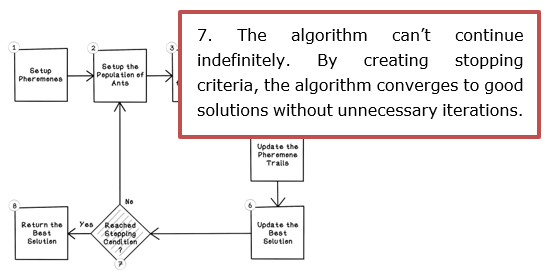 7. The algorithm can't continue
indefinitely. By creating stopping
criteria, the algorithm converges to good
solutions without unnecessary iterations.
1
Setup
Pheromones
2
Setup the
Population of
Ants
3
Update the
Pheromone
Trails
No
8
Return the
Best
Solution
Yes
Reached
Stopping
Condition
?
7
6
Update the
Best
Solution